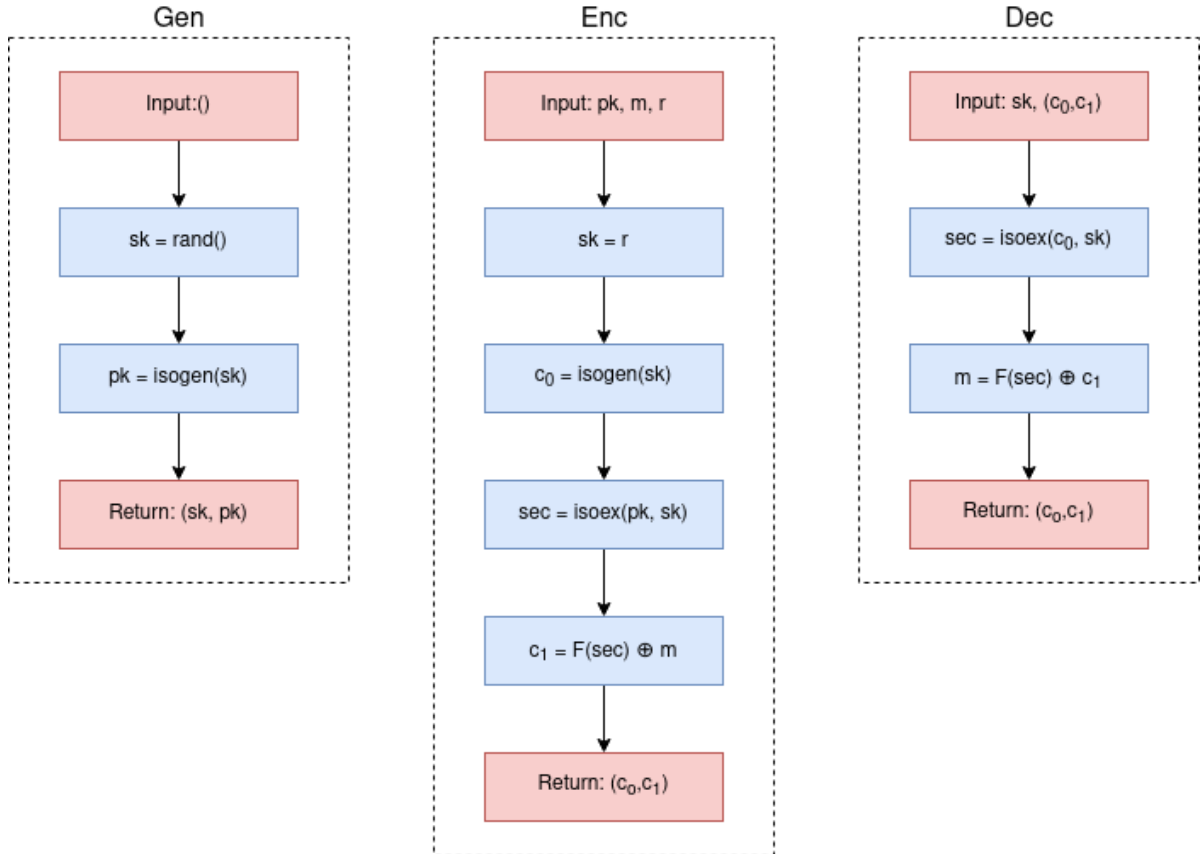 Gen
Input:()
sk = rand()
pk = isogen(sk)
Return: (sk, pk)
Enc
Input: pk, m, r
sk = r
c₀ = isogen(sk)
sec = isoex(pk, sk)
c₁ = F(sec) ⊕ m
Return: (cₒ,c₁)
Dec
Input: sk, (c₀,c₁)
sec = isoex(c₀, sk)
m = F(sec) ⊕ c₁
Return: (cₒ,c₁)